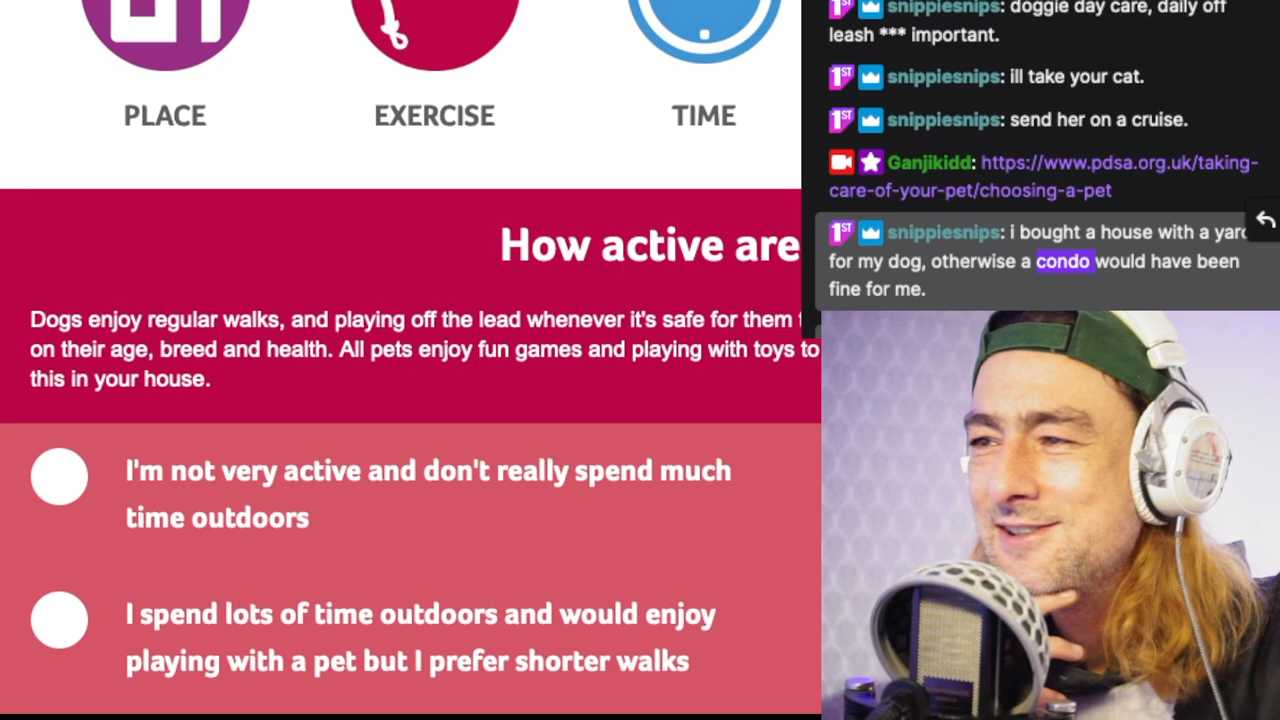 PLACE
EXERCISE
TIME
How active are
Dogs enjoy regular walks, and playing off the lead whenever it's safe for them
on their age, breed and health. All pets enjoy fun games and playing with toys to
this in your house.
I'm not very active and don't really spend much
time outdoors
I spend lots of time outdoors and would enjoy
playing with a pet but I prefer shorter walks
1ST snippiesnips: doggie day care, daily off
leash *** important.
1ST snippiesnips: ill take your cat.
1ST snippiesnips: send her on a cruise.
Ganjikidd: https://www.pdsa.org.uk/taking-
care-of-your-pet/choosing-a-pet
1ST snippiesnips: i bought a house with a yard
for my dog, otherwise a condo would have been
fine for me.